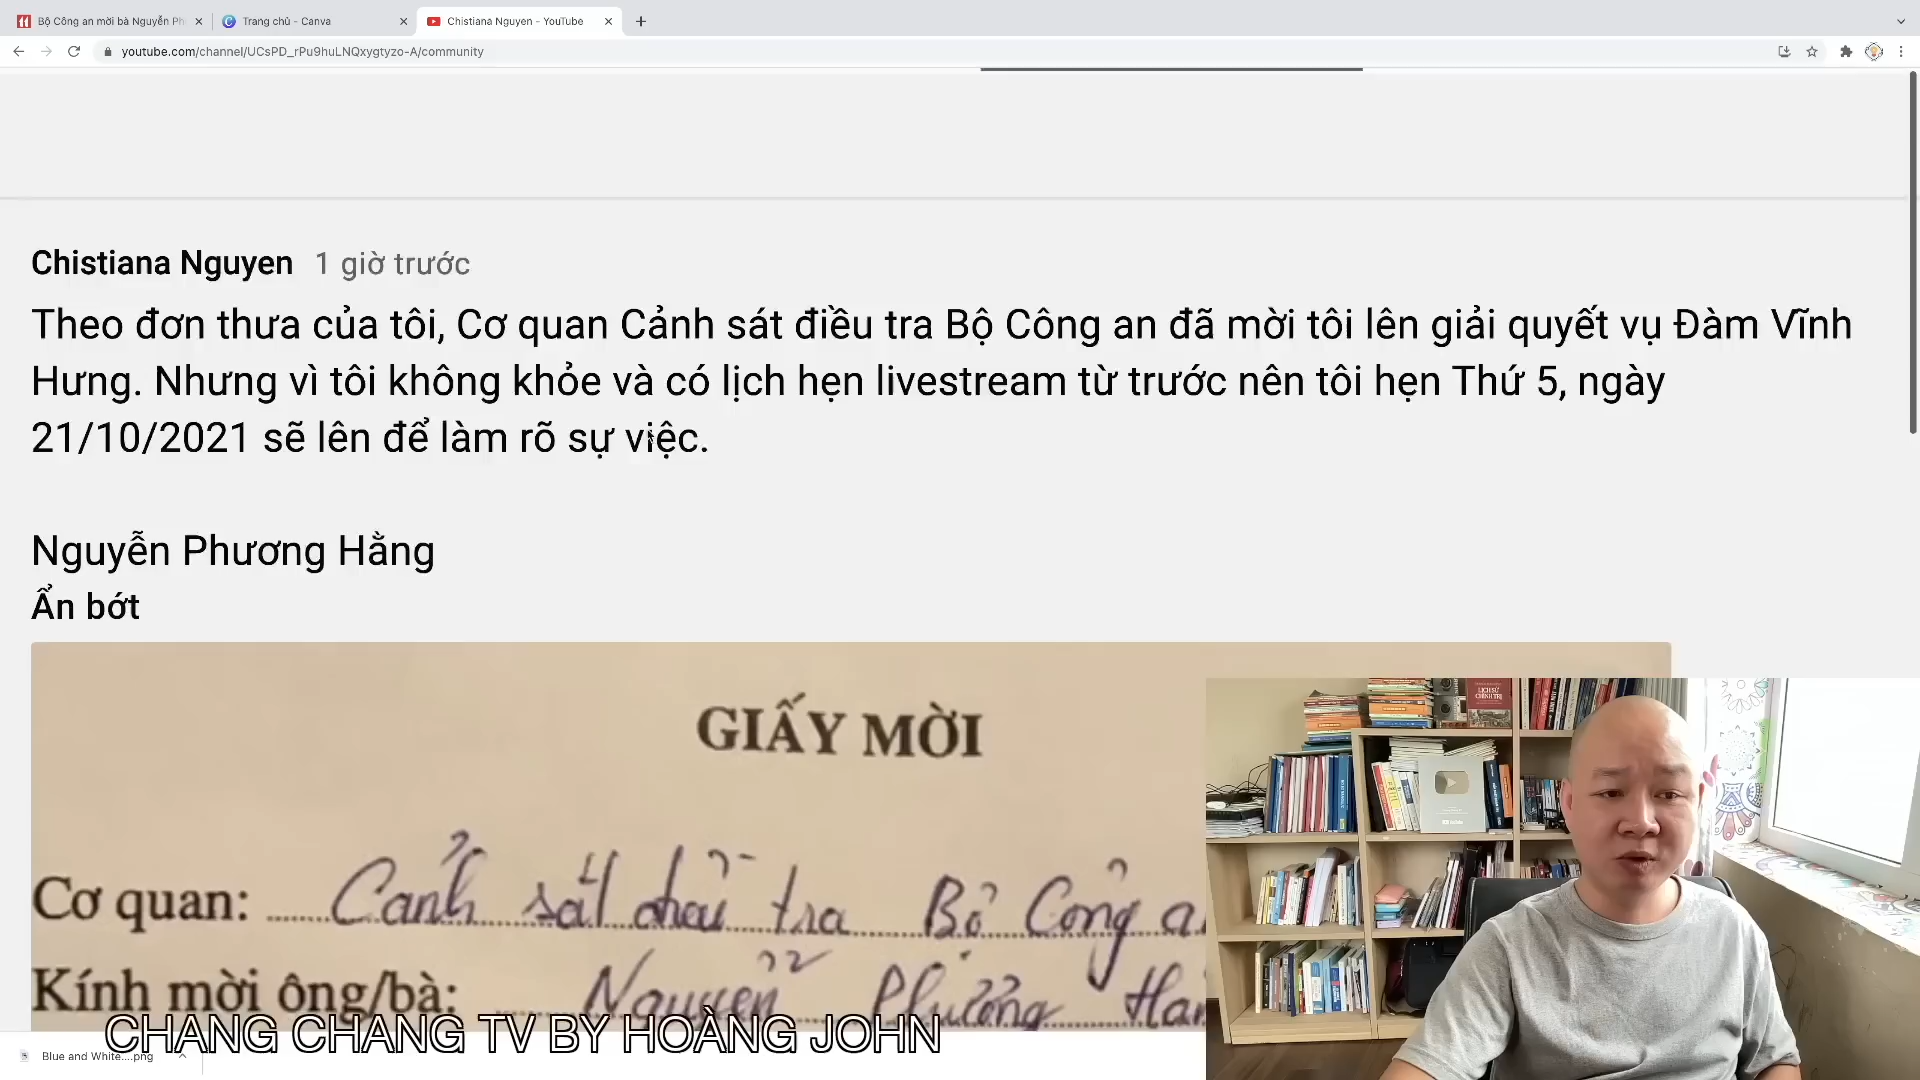 Bộ Công an mời bà Nguyễn Ph
Trang chủ - Canva
Chistiana Nguyen - YouTube
youtube.com/channel/UCsPD_rPu9huLNQxygtyzo-A/community
Chistiana Nguyen 1 giờ trước
Theo đơn thưa của tôi, Cơ quan Cảnh sát điều tra Bộ Công an đã mời tôi lên giải quyết vụ Đàm Vĩnh
Hưng. Nhưng vì tôi không khỏe và có lịch hẹn livestream từ trước nên tôi hẹn Thứ 5, ngày
21/10/2021 sẽ lên để làm rõ sự việc.
Nguyễn Phương Hằng
Ẩn bớt
GIẤY MỜI
Cơ quan: Cảnh sát điều tra Bộ Công a
Kính mời ông/bà: Nguyễn Phương Hằ
LỊCH SỬ
CHÍNH TRỊ
CHANG CHANG TV BY HOÀNG JOHN
Blue and White....png